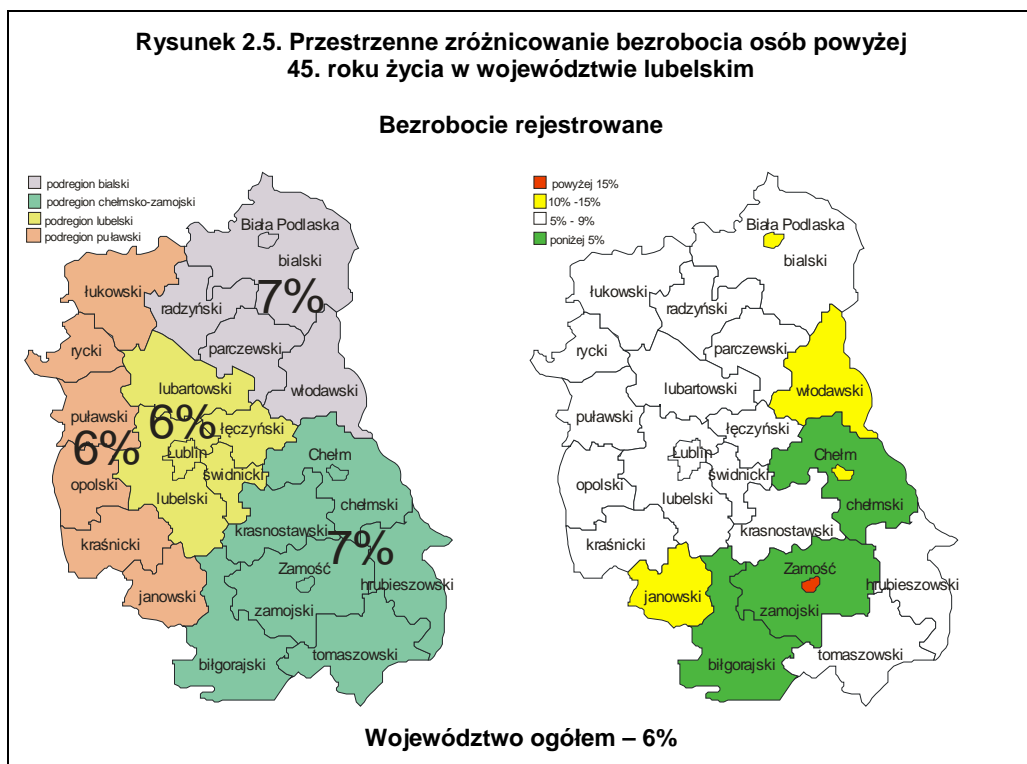 Rysunek 2.5. Przestrzenne zróżnicowanie bezrobocia osób powyżej
45. roku życia w województwie lubelskim
Bezrobocie rejestrowane
podregion bialski
podregion chełmsko-zamojski
podregion lubelski
podregion puławski
Biała Podlaska
bialski
łukowski
radzyński
7%
rycki
parczewski
lubartowski
włodawski
puławski
6%
6%
łęczyński
Lublin
Chełm
świdnicki
opolski
lubelski
chełmski
krasnostawski
kraśnicki
7%
Zamość
hrubieszowski
janowski
zamojski
biłgorajski
tomaszowski
powyżej 15%
10% -15%
5% - 9%
poniżej 5%
Biała Podlaska
bialski
łukowski
radzyński
rycki
parczewski
lubartowski
włodawski
puławski
łęczyński
Lublin
Chełm
świdnicki
opolski
lubelski
chełmski
krasnostawski
kraśnicki
Zamość
hrubieszowski
janowski
zamojski
biłgorajski
tomaszowski
Województwo ogółem – 6%